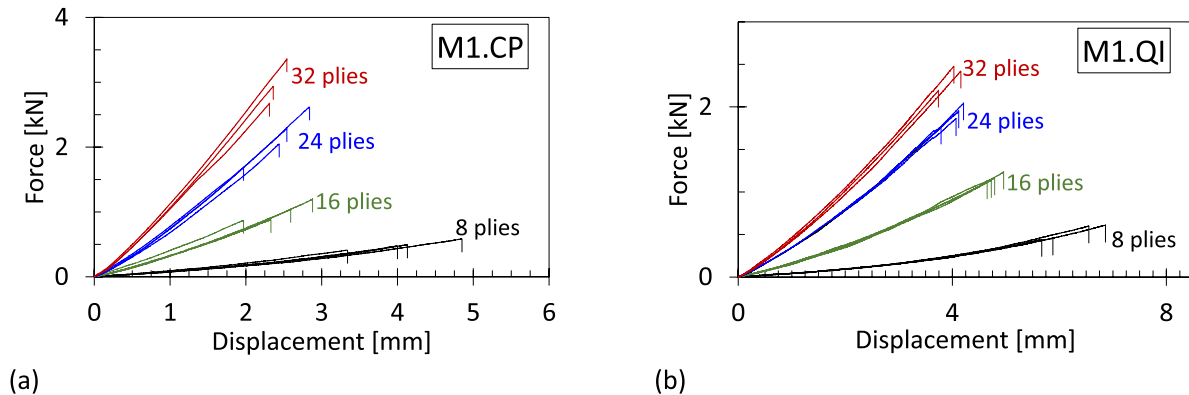 M1.CP
4
2
0
Force [kN]
32 plies
24 plies
16 plies
8 plies
0 1 2 3 4 5 6
Displacement [mm]
(a)
M1.QI
2
0
Force [kN]
32 plies
24 plies
16 plies
8 plies
0 4 8
Displacement [mm]
(b)